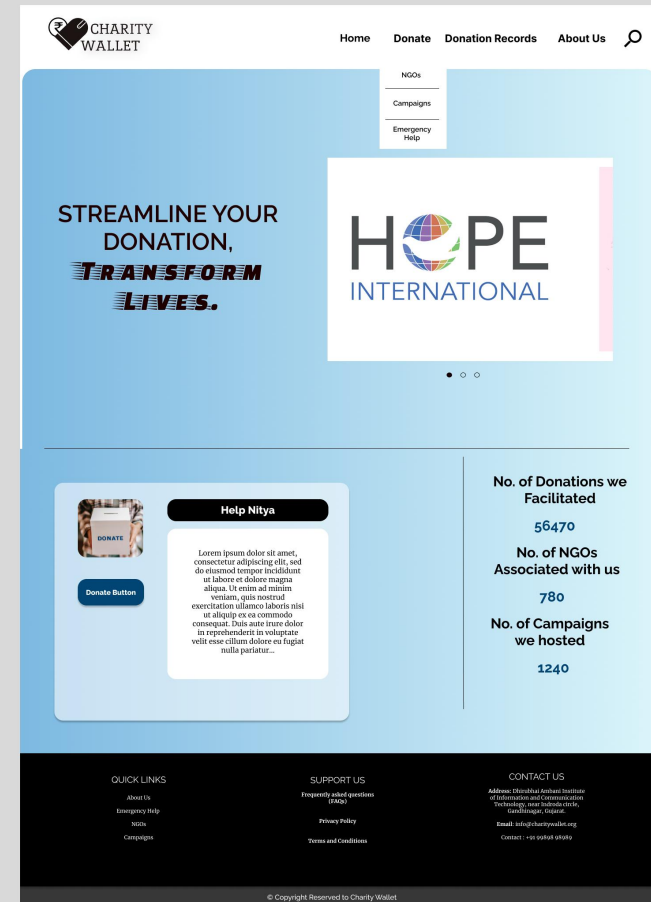 CHARITY
WALLET
Home
Donate
Donation Records
About Us
NGOs
Campaigns
Emergency
Help
STREAMLINE YOUR
DONATION,
TRANSFORM
LIVES.
HOPE
INTERNATIONAL
DONATE
Donate Button
Help Nitya
Lorem ipsum dolor sit amet,
consectetur adipiscing elit, sed
do eiusmod tempor incididunt
ut labore et dolore magna
aliqua. Ut enim ad minim
veniam, quis nostrud
exercitation ullamco laboris nisi
ut aliquip ex ea commodo
consequat. Duis aute irure dolor
in reprehenderit in voluptate
velit esse cillum dolore eu fugiat
nulla pariatur...
No. of Donations we
Facilitated
56470
No. of NGOs
Associated with us
780
No. of Campaigns
we hosted
1240
QUICK LINKS
About Us
Emergency Help
NGOs
Campaigns
SUPPORT US
Frequently asked questions
(FAQs)
Privacy Policy
Terms and Conditions
CONTACT US
Address: Dhirubhai Ambani Institute
of Information and Communication
Technology, near Indroda circle,
Gandhinagar, Gujarat.
Email: info@charitywallet.org
Contact : +91 99898 98989
© Copyright Reserved to Charity Wallet